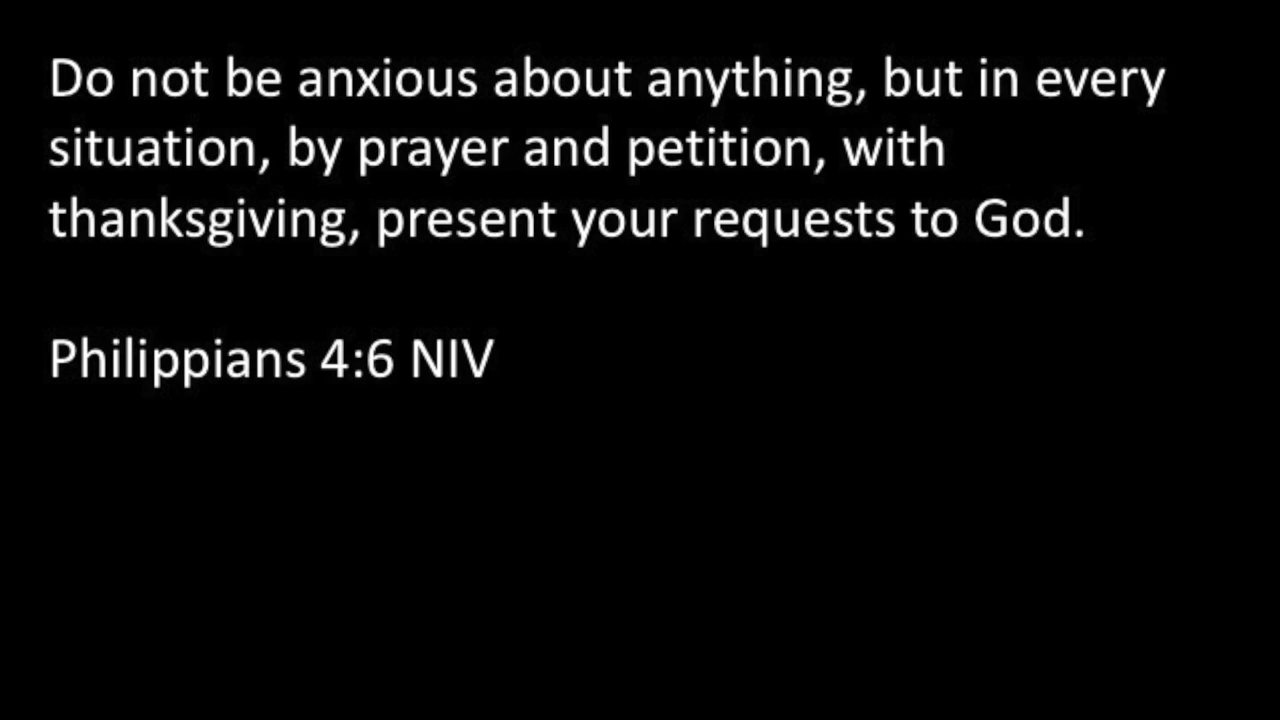 Do not be anxious about anything, but in every
situation, by prayer and petition, with
thanksgiving, present your requests to God.
Philippians 4:6 NIV